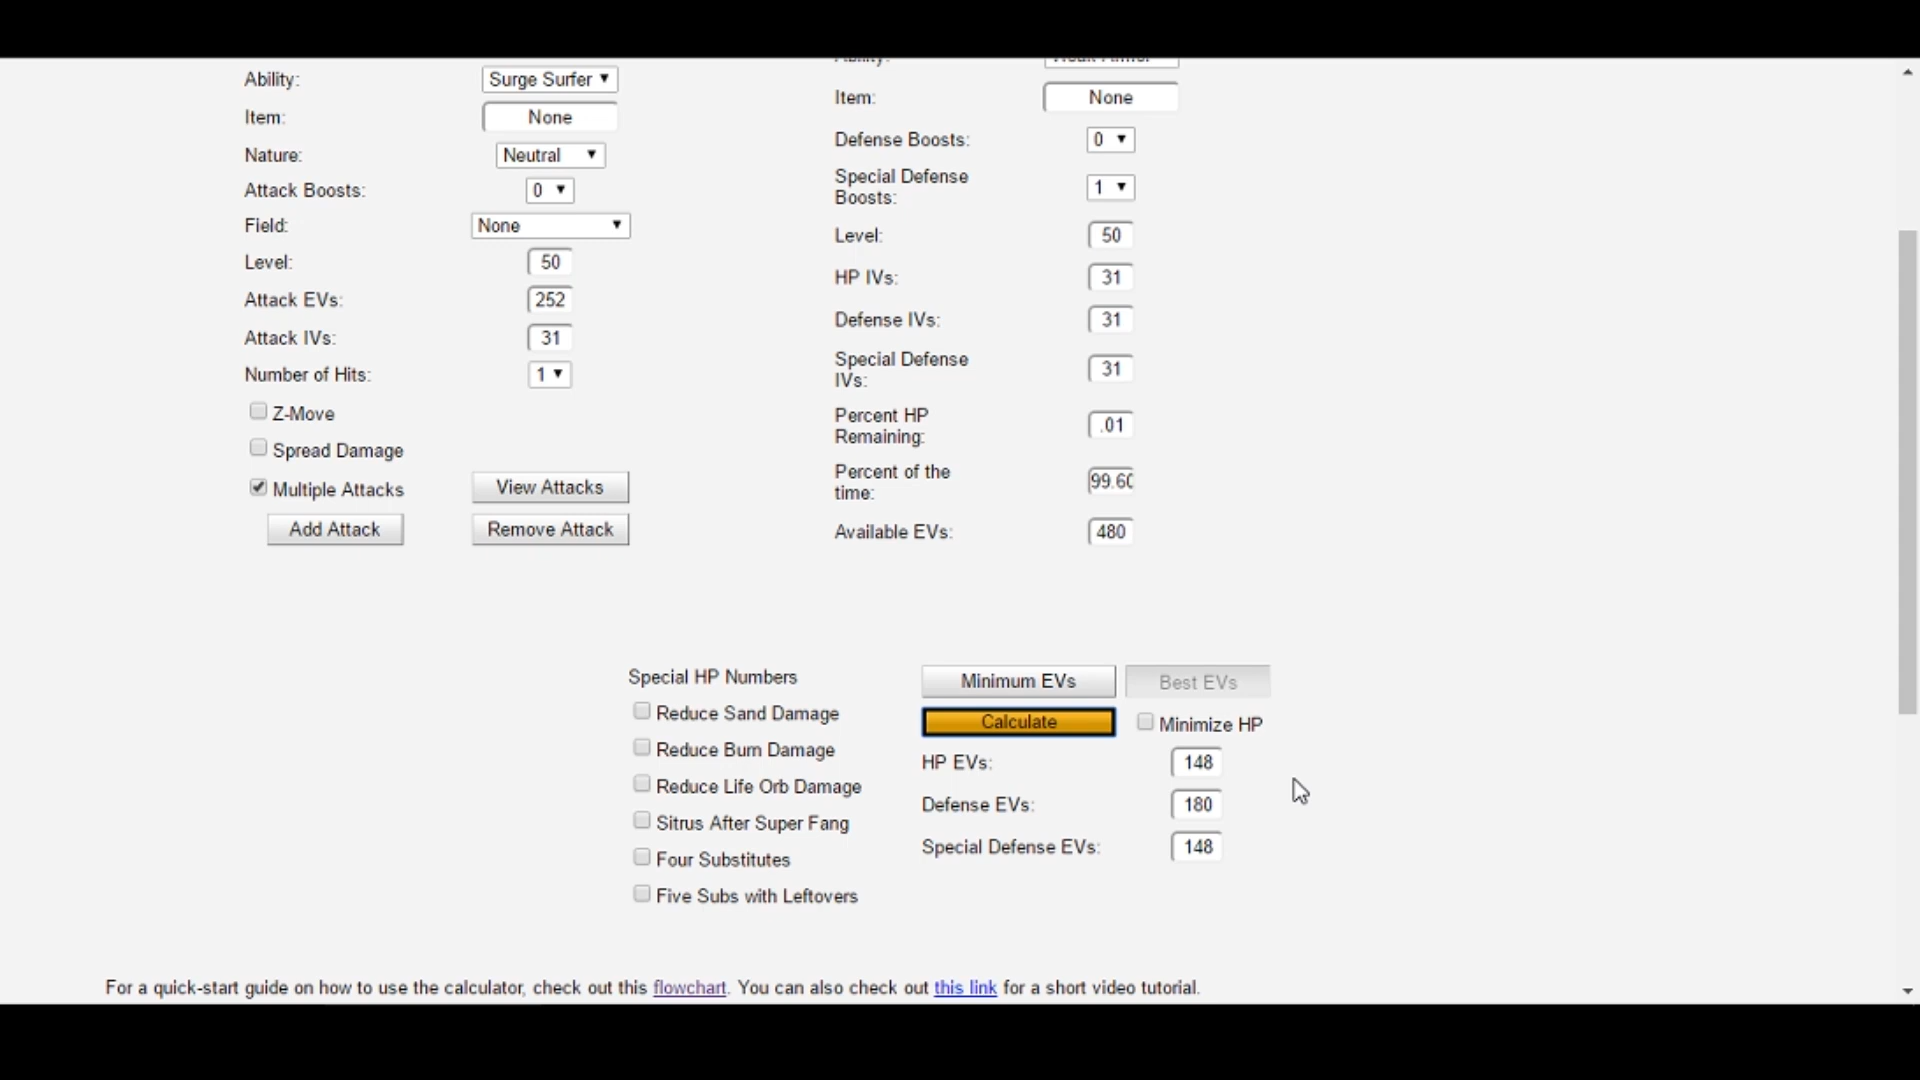 Ability:
Surge Surfer
Item:
None
Nature:
Neutral
Attack Boosts:
0
Field:
None
Level:
50
Attack EVs:
252
Attack IVs:
31
Number of Hits:
1
Z-Move
Spread Damage
Multiple Attacks
View Attacks
Add Attack
Remove Attack
Ability:
Item:
None
Defense Boosts:
0
Special Defense
Boosts:
1
Level:
50
HP IVs:
31
Defense IVs:
31
Special Defense
IVs:
31
Percent HP
Remaining:
.01
Percent of the
time:
99.60
Available EVs:
480
Special HP Numbers
Reduce Sand Damage
Reduce Burn Damage
Reduce Life Orb Damage
Sitrus After Super Fang
Four Substitutes
Five Subs with Leftovers
Minimum EVs
Best EVs
Calculate
Minimize HP
HP EVs:
148
Defense EVs:
180
Special Defense EVs:
148
For a quick-start guide on how to use the calculator, check out this flowchart. You can also check out this link for a short video tutorial.